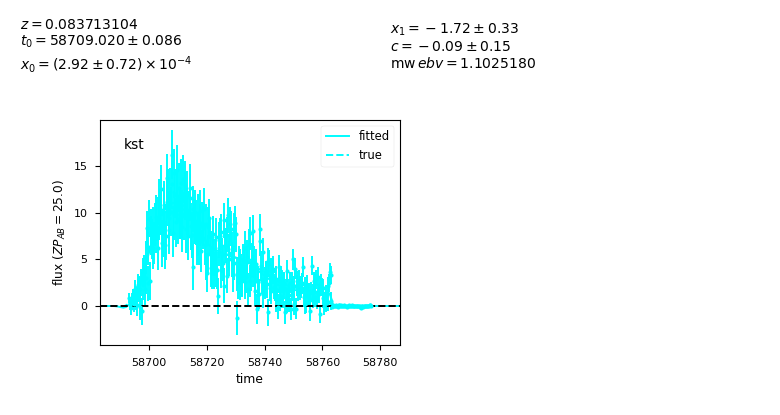 z = 0.083713104
t₀ = 58709.020 ± 0.086
x₀ = (2.92 ± 0.72) × 10⁻⁴
x₁ = −1.72 ± 0.33
c = −0.09 ± 0.15
mw ebv = 1.1025180
kst
fitted
true
flux (ZP_AB = 25.0)
15
10
5
0
58700 58720 58740 58760 58780
time